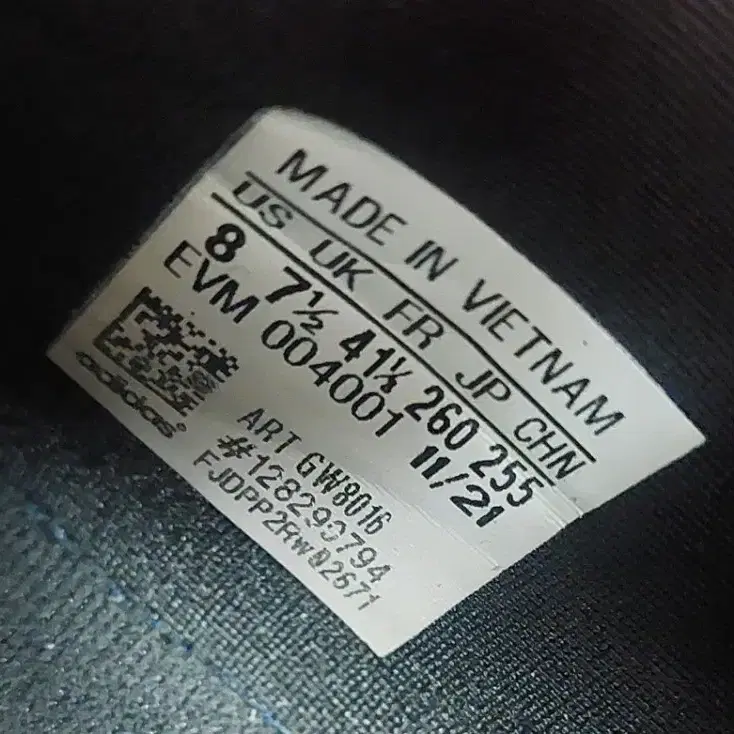 MADE IN VIETNAM
US UK FR JP CHN
8 7½ 41⅓ 260 255
EVM 004001 11/21
adidas
ART GW8016
#128293794
FJDPP2RWQ2671